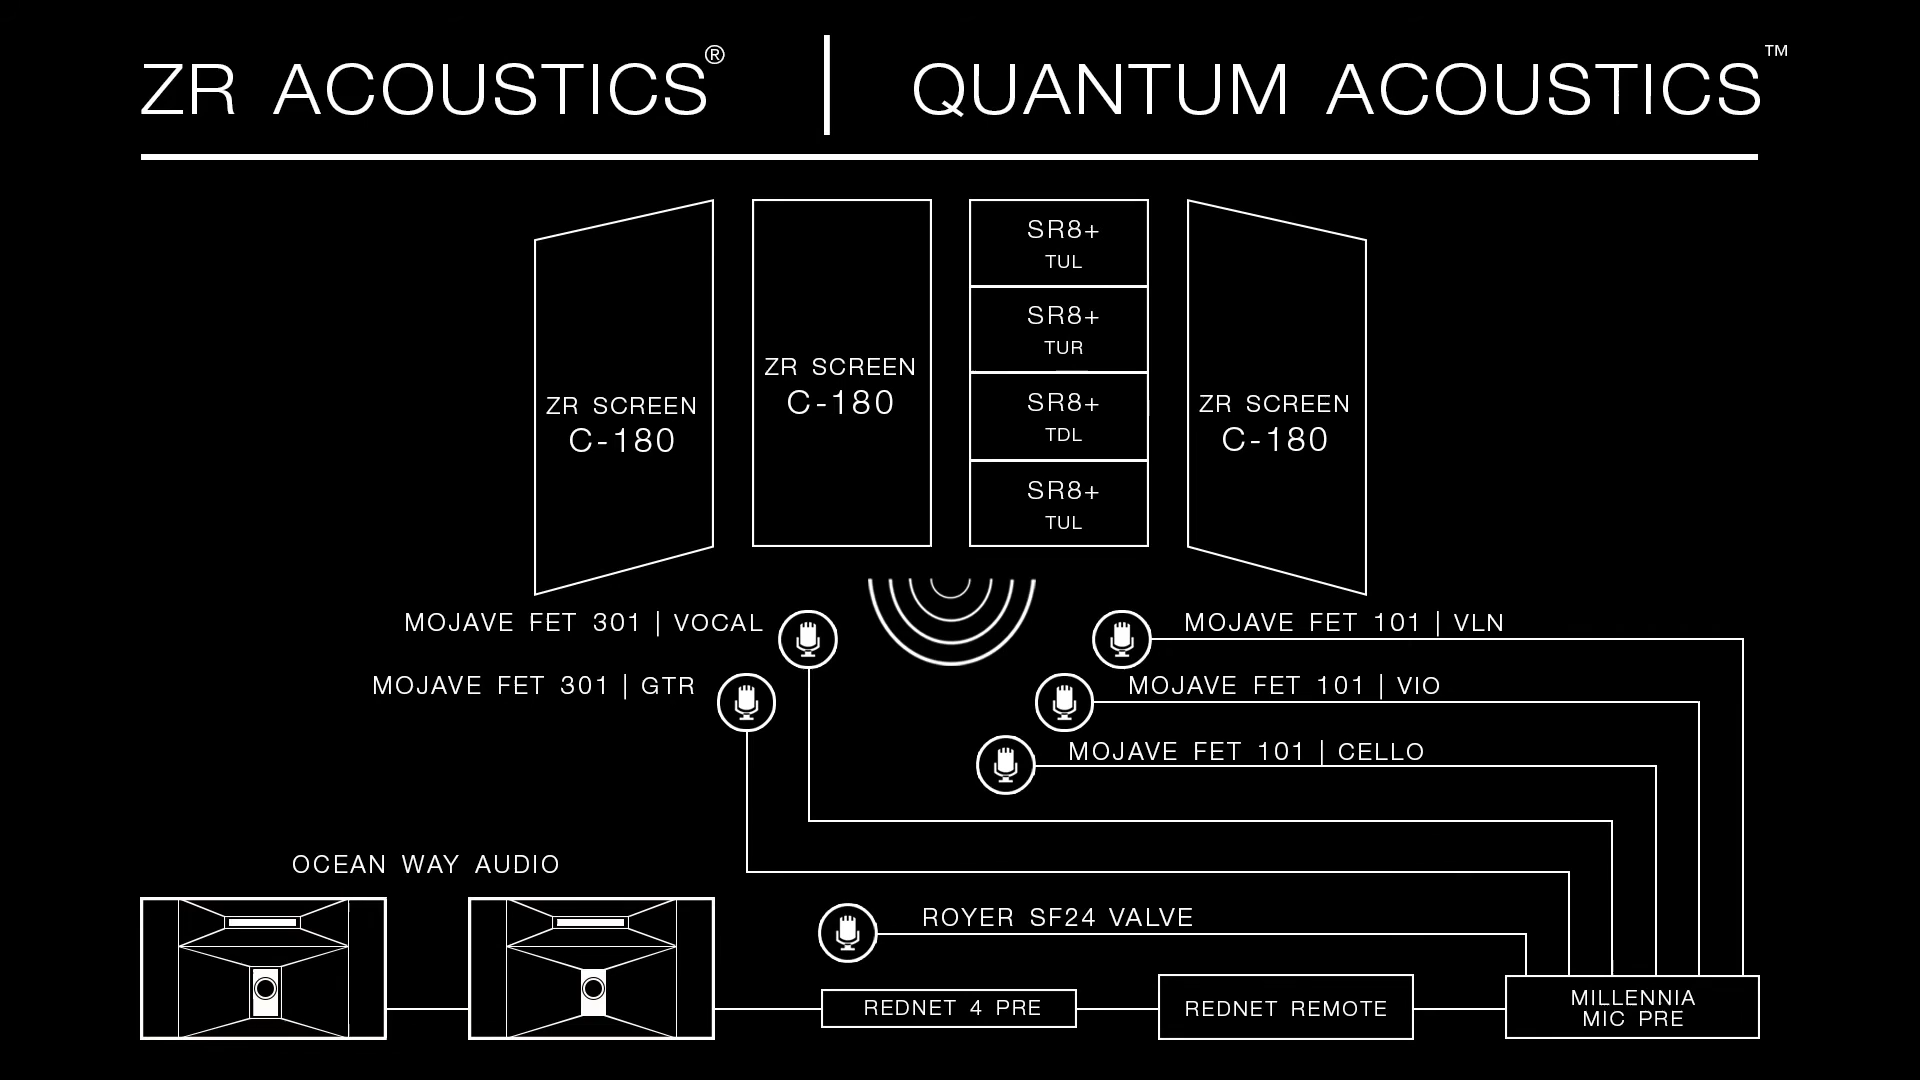 ZR ACOUSTICS® | QUANTUM ACOUSTICS™
ZR SCREEN
C-180
ZR SCREEN
C-180
SR8+
TUL
SR8+
TUR
SR8+
TDL
SR8+
TUL
ZR SCREEN
C-180
MOJAVE FET 301 | VOCAL
MOJAVE FET 101 | VLN
MOJAVE FET 301 | GTR
MOJAVE FET 101 | VIO
MOJAVE FET 101 | CELLO
OCEAN WAY AUDIO
ROYER SF24 VALVE
REDNET 4 PRE
REDNET REMOTE
MILLENNIA
MIC PRE